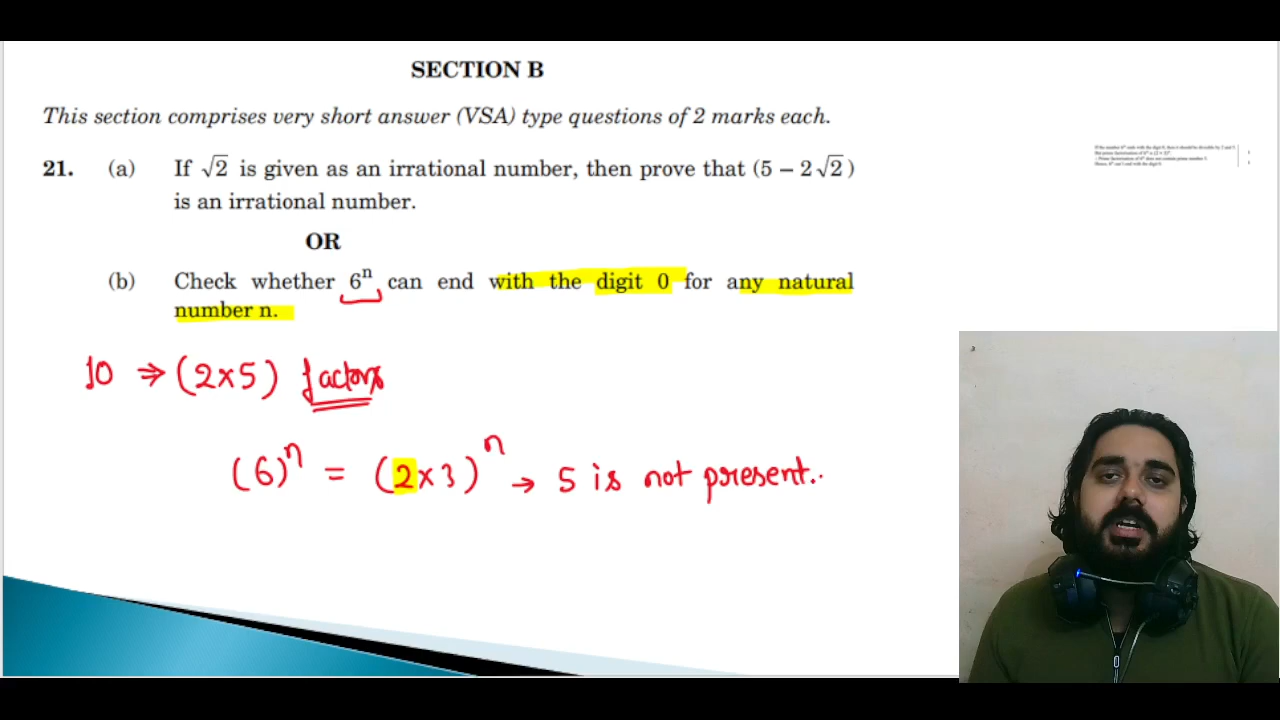 SECTION B
This section comprises very short answer (VSA) type questions of 2 marks each.
21. (a) If √2 is given as an irrational number, then prove that (5 – 2√2)
is an irrational number.
OR
(b) Check whether 6ⁿ can end with the digit 0 for any natural
number n.
10 ⇒ (2×5) factors
(6)ⁿ = (2×3)ⁿ → 5 is not present.